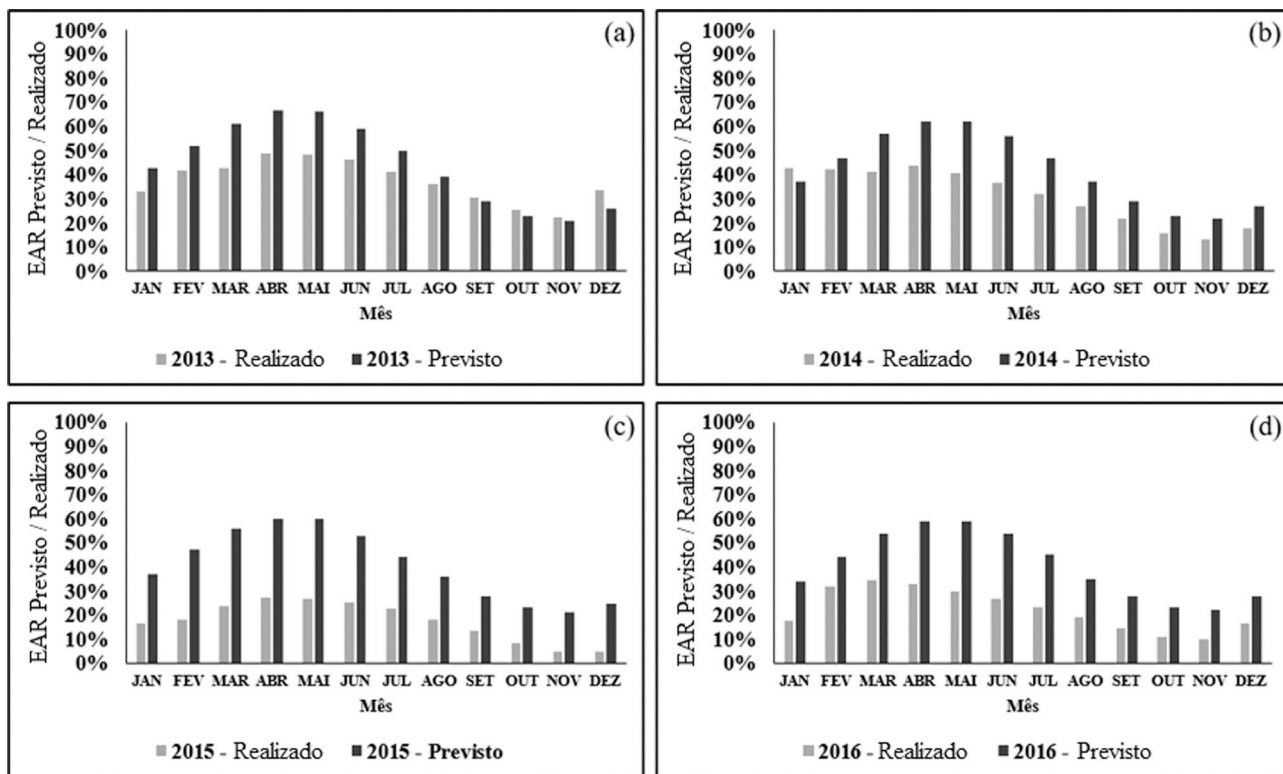 (a)
EAR Previsto / Realizado
100%
90%
80%
70%
60%
50%
40%
30%
20%
10%
0%
JAN FEV MAR ABR MAI JUN JUL AGO SET OUT NOV DEZ
Mês
2013 - Realizado 2013 - Previsto
(b)
EAR Previsto / Realizado
100%
90%
80%
70%
60%
50%
40%
30%
20%
10%
0%
JAN FEV MAR ABR MAI JUN JUL AGO SET OUT NOV DEZ
Mês
2014 - Realizado 2014 - Previsto
(c)
EAR Previsto / Realizado
100%
90%
80%
70%
60%
50%
40%
30%
20%
10%
0%
JAN FEV MAR ABR MAI JUN JUL AGO SET OUT NOV DEZ
Mês
2015 - Realizado 2015 - Previsto
(d)
EAR Previsto / Realizado
100%
90%
80%
70%
60%
50%
40%
30%
20%
10%
0%
JAN FEV MAR ABR MAI JUN JUL AGO SET OUT NOV DEZ
Mês
2016 - Realizado 2016 - Previsto